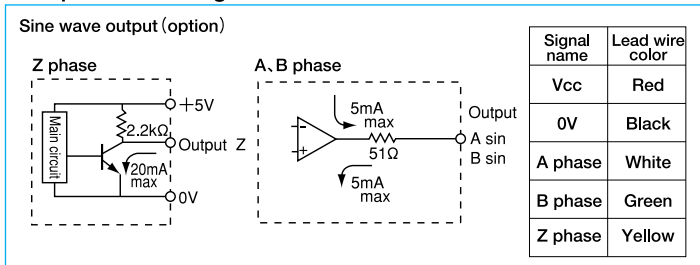 Sine wave output (option)
Z phase
+5V
Main circuit
2.2kΩ
Output Z
20mA
max
0V
A、B phase
5mA
max
Output
-
+
51Ω
A sin
B sin
5mA
max
Signal name Lead wire color
Vcc Red
0V Black
A phase White
B phase Green
Z phase Yellow